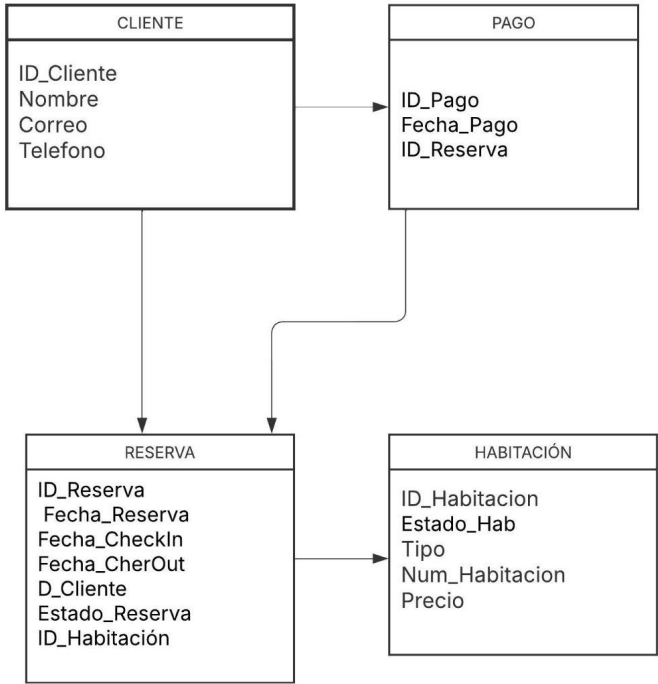 CLIENTE
ID_Cliente
Nombre
Correo
Telefono
PAGO
ID_Pago
Fecha_Pago
ID_Reserva
RESERVA
ID_Reserva
Fecha_Reserva
Fecha_CheckIn
Fecha_CherOut
D_Cliente
Estado_Reserva
ID_Habitación
HABITACIÓN
ID_Habitacion
Estado_Hab
Tipo
Num_Habitacion
Precio